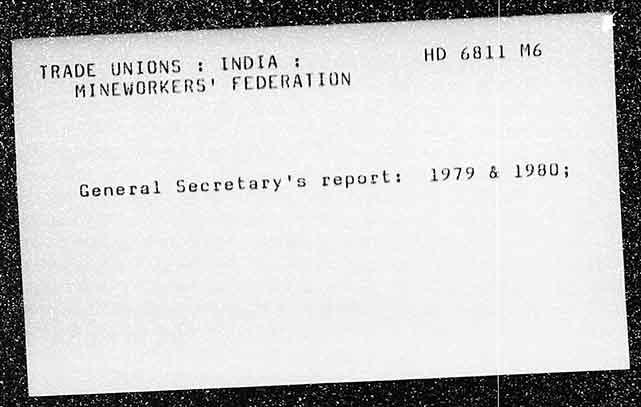 TRADE UNIONS : INDIA : HD 6811 M6
MINEWORKERS' FEDERATION
General Secretary's report: 1979 & 1980;